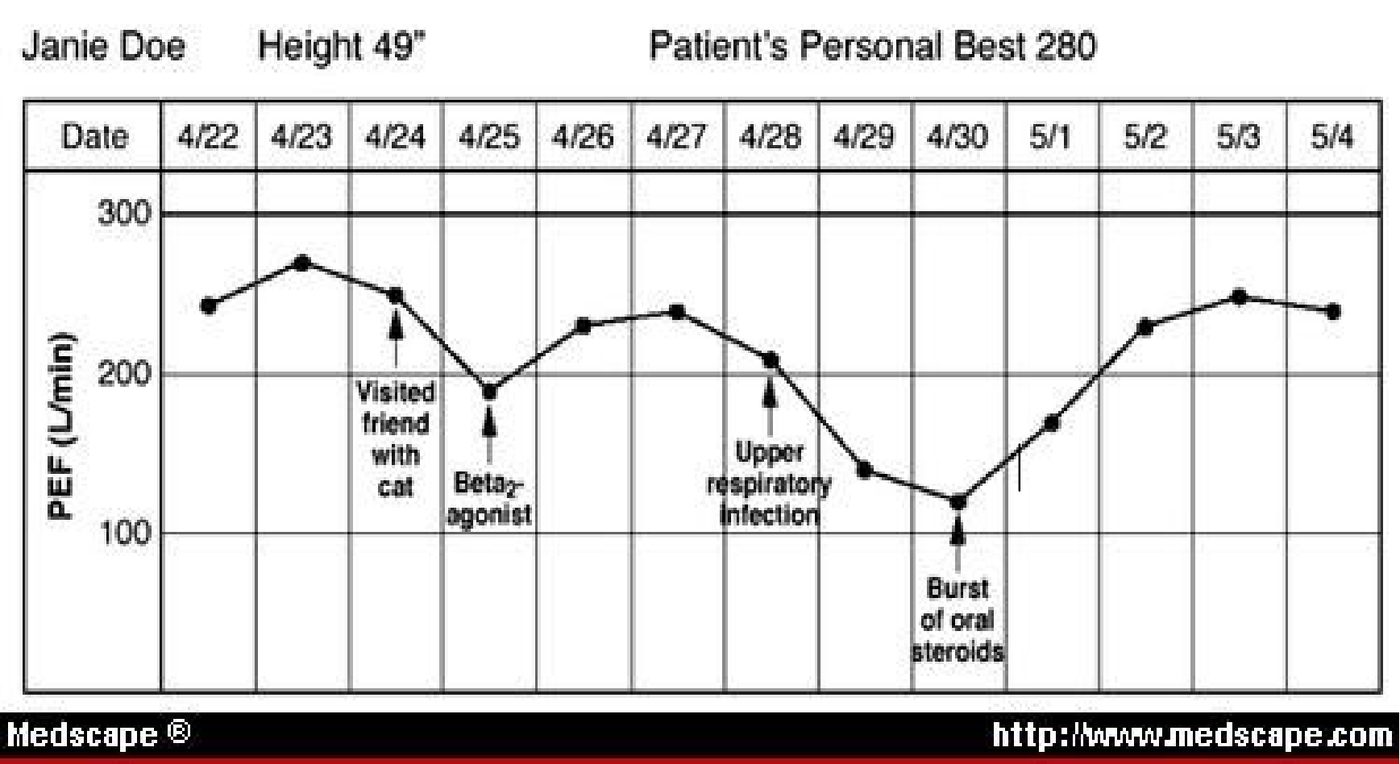 Janie Doe Height 49" Patient's Personal Best 280
Date 4/22 4/23 4/24 4/25 4/26 4/27 4/28 4/29 4/30 5/1 5/2 5/3 5/4
PEF (L/min)
300
200
100
Visited
friend
with
cat
Beta2-
agonist
Upper
respiratory
infection
Burst
of oral
steroids
Medscape ® http://www.medscape.com